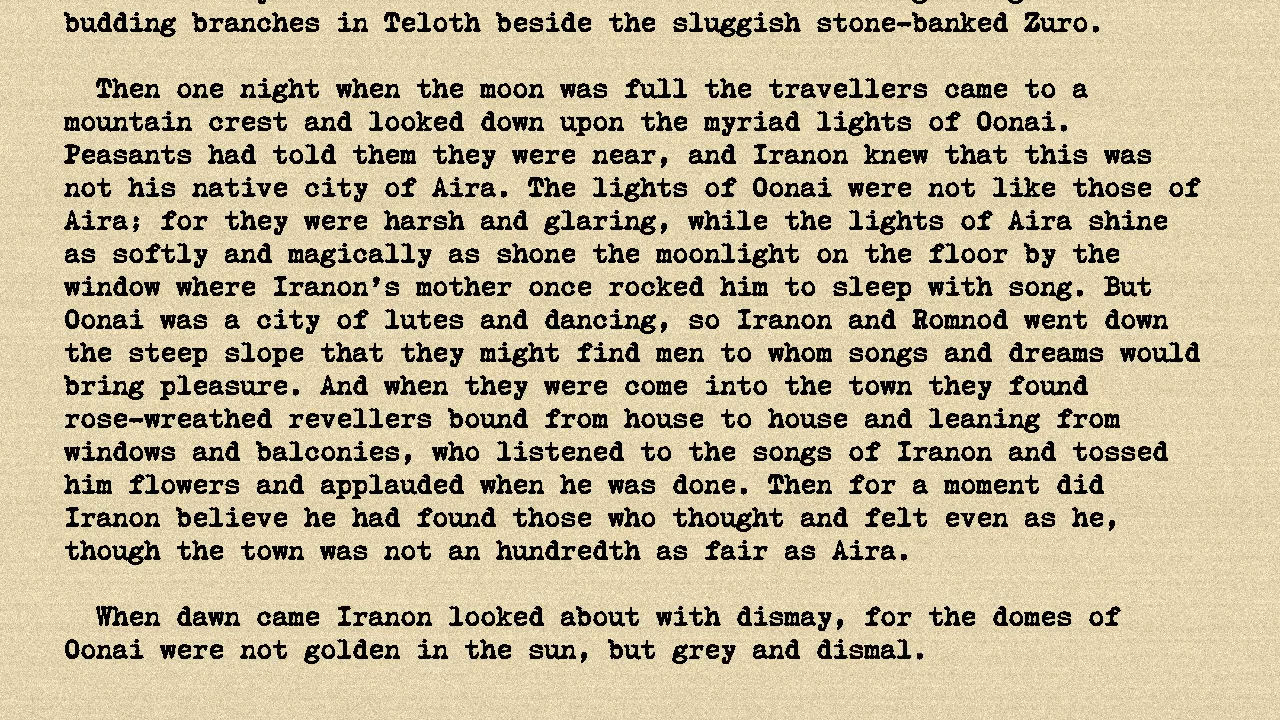 budding branches in Teloth beside the sluggish stone-banked Zuro.
Then one night when the moon was full the travellers came to a
mountain crest and looked down upon the myriad lights of Oonai.
Peasants had told them they were near, and Iranon knew that this was
not his native city of Aira. The lights of Oonai were not like those of
Aira; for they were harsh and glaring, while the lights of Aira shine
as softly and magically as shone the moonlight on the floor by the
window where Iranon's mother once rocked him to sleep with song. But
Oonai was a city of lutes and dancing, so Iranon and Romnod went down
the steep slope that they might find men to whom songs and dreams would
bring pleasure. And when they were come into the town they found
rose-wreathed revellers bound from house to house and leaning from
windows and balconies, who listened to the songs of Iranon and tossed
him flowers and applauded when he was done. Then for a moment did
Iranon believe he had found those who thought and felt even as he,
though the town was not an hundredth as fair as Aira.
When dawn came Iranon looked about with dismay, for the domes of
Oonai were not golden in the sun, but grey and dismal.